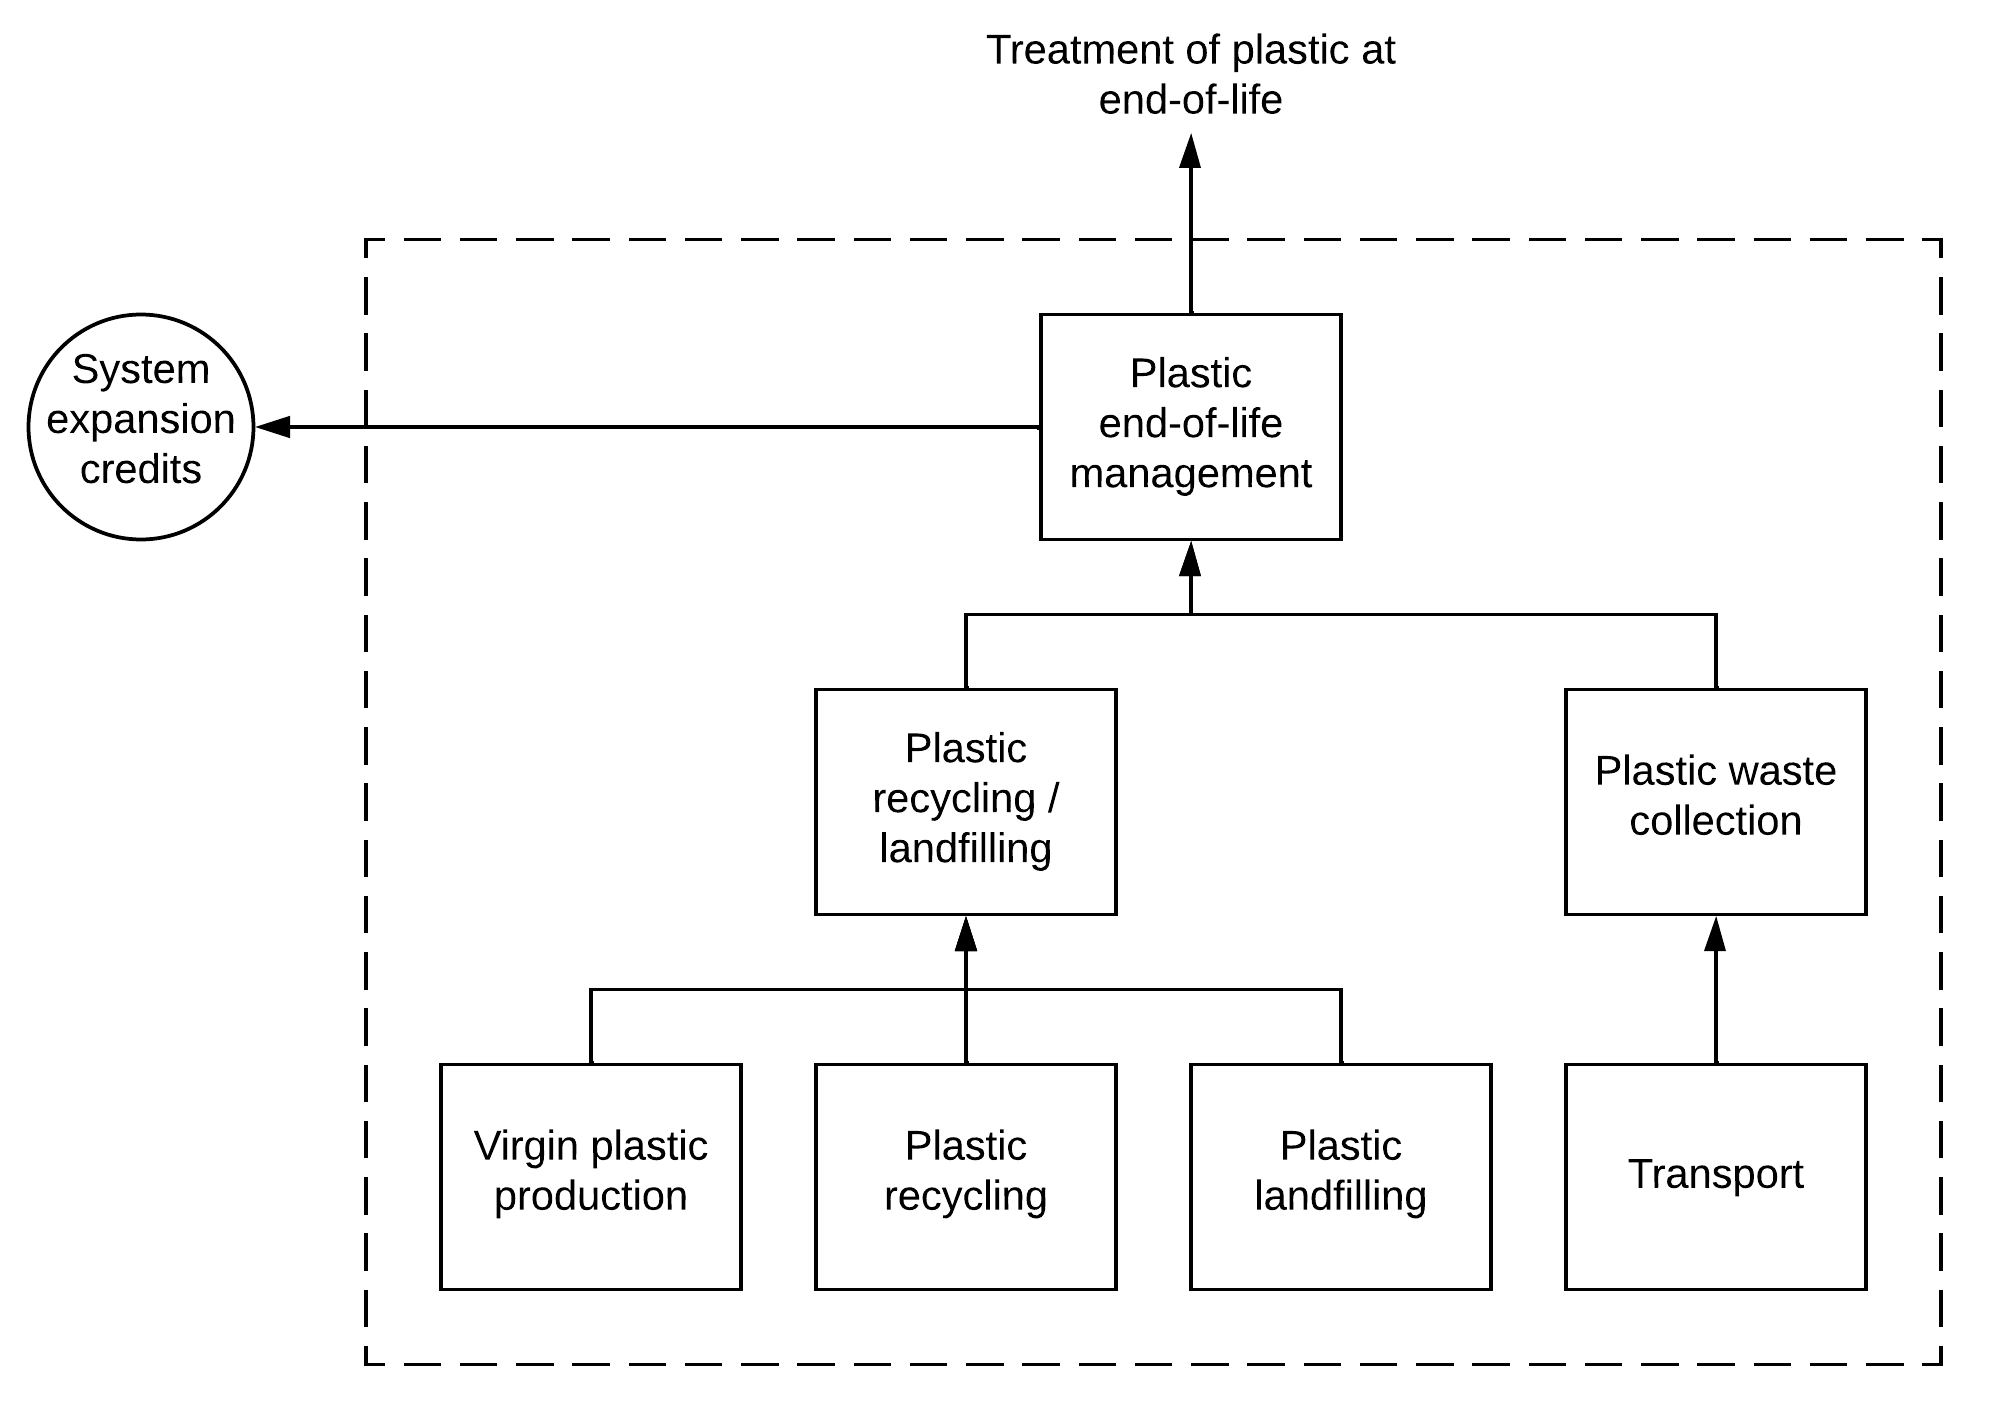 Treatment of plastic at
end-of-life
System
expansion
credits
Plastic
end-of-life
management
Plastic
recycling /
landfilling
Plastic waste
collection
Virgin plastic
production
Plastic
recycling
Plastic
landfilling
Transport